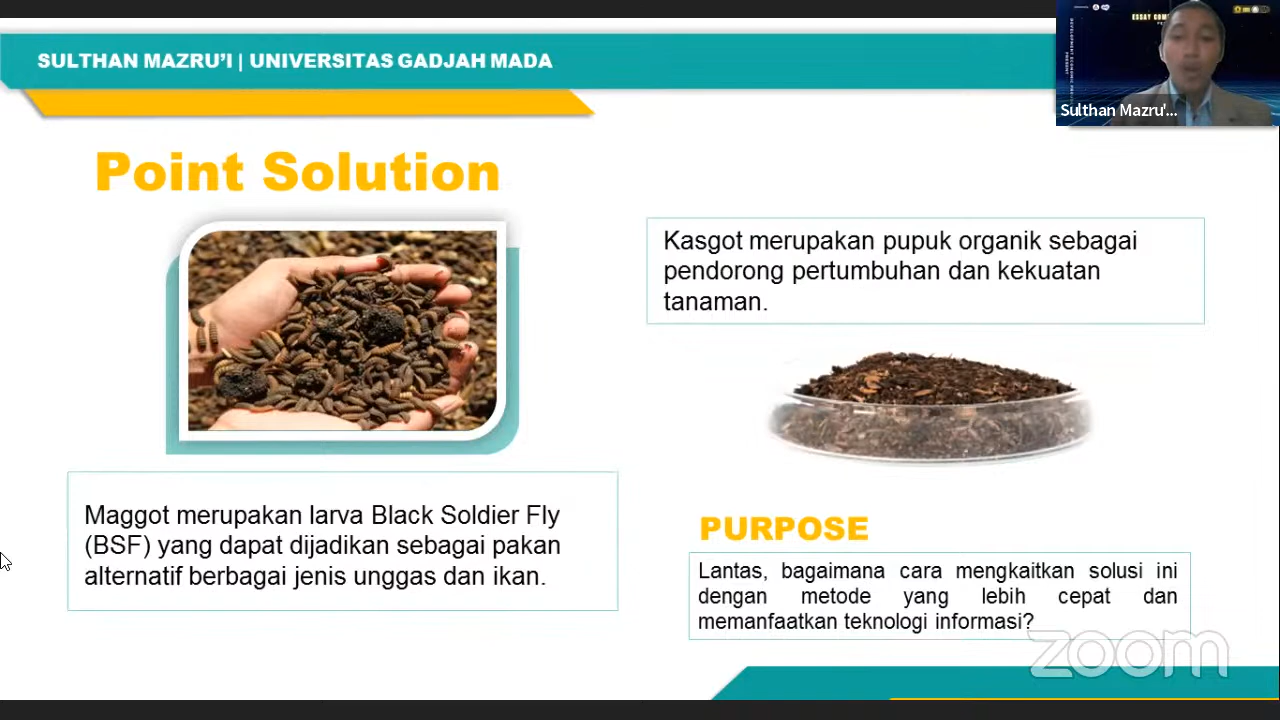 SULTHAN MAZRU'I | UNIVERSITAS GADJAH MADA
Sulthan Mazru'...
Point Solution
Kasgot merupakan pupuk organik sebagai
pendorong pertumbuhan dan kekuatan
tanaman.
Maggot merupakan larva Black Soldier Fly
(BSF) yang dapat dijadikan sebagai pakan
alternatif berbagai jenis unggas dan ikan.
PURPOSE
Lantas, bagaimana cara mengkaitkan solusi ini
dengan metode yang lebih cepat dan
memanfaatkan teknologi informasi?
zoom